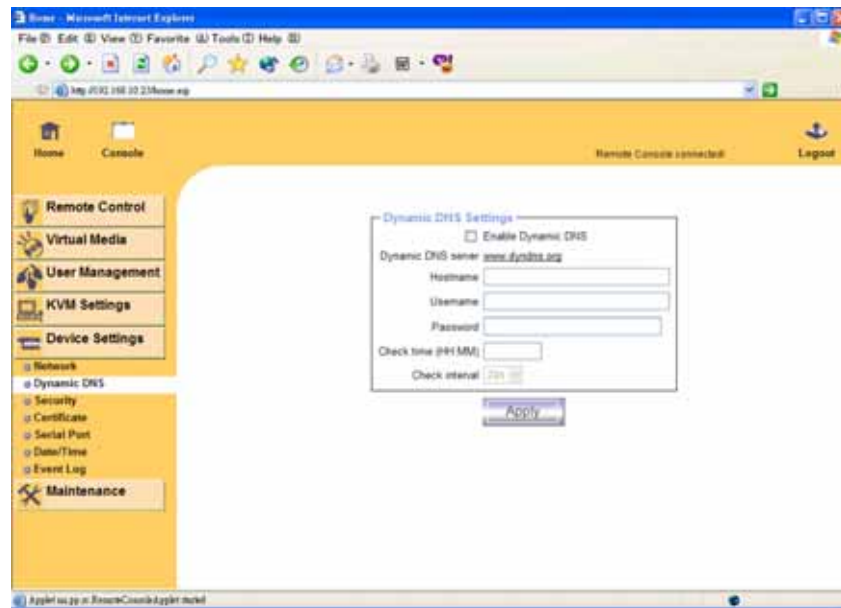 Home - Microsoft Internet Explorer
File Edit View Favorite Tools Help
Home
Console
Remote Console connected!
Logout
Remote Control
Virtual Media
User Management
KVM Settings
Device Settings
Network
Dynamic DNS
Security
Certificate
Serial Port
Date/Time
Event Log
Maintenance
Dynamic DNS Settings
Enable Dynamic DNS
Dynamic DNS server www.dyndns.org
Hostname
Username
Password
Check time (HH:MM)
Check interval
Apply